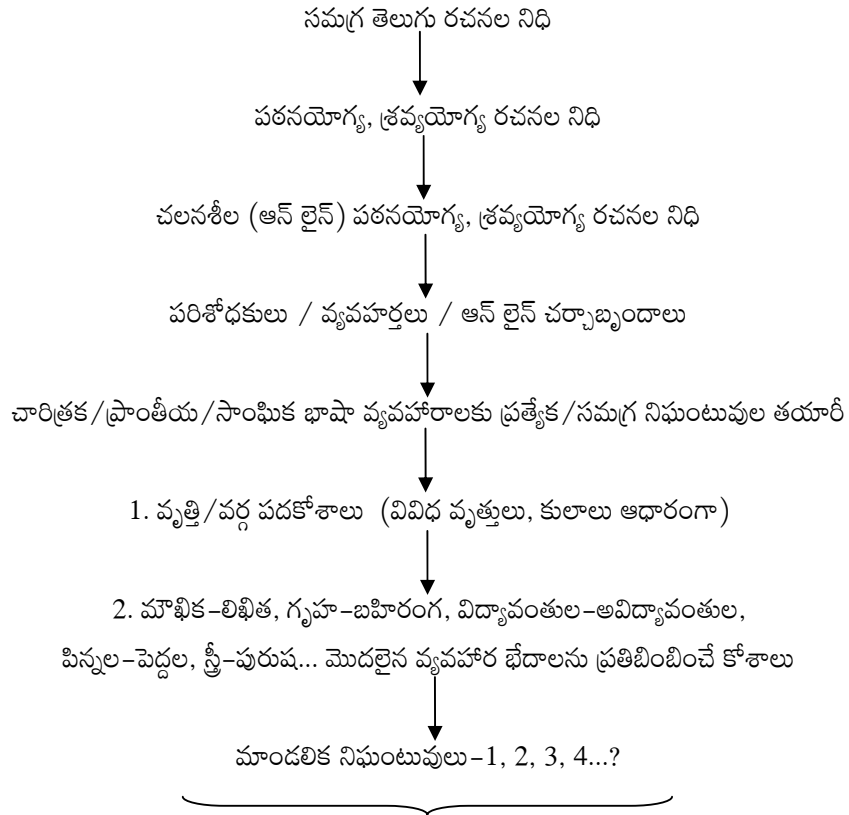 సమగ్ర తెలుగు రచనల నిధి
పఠనయోగ్య, శ్రవ్యయోగ్య రచనల నిధి
చలనశీల (ఆన్ లైన్) పఠనయోగ్య, శ్రవ్యయోగ్య రచనల నిధి
పరిశోధకులు / వ్యవహర్తలు / ఆన్ లైన్ చర్చాబృందాలు
చారిత్రక/ప్రాంతీయ/సాంఘిక భాషా వ్యవహారాలకు ప్రత్యేక/సమగ్ర నిఘంటువుల తయారీ
1. వృత్తి/వర్గ పదకోశాలు (వివిధ వృత్తులు, కులాలు ఆధారంగా)
2. మౌఖిక-లిఖిత, గృహ-బహిరంగ, విద్యావంతుల-అవిద్యావంతుల,
పిన్నల-పెద్దల, స్త్రీ-పురుష... మొదలైన వ్యవహార భేదాలను ప్రతిబింబించే కోశాలు
మాండలిక నిఘంటువులు-1, 2, 3, 4...?